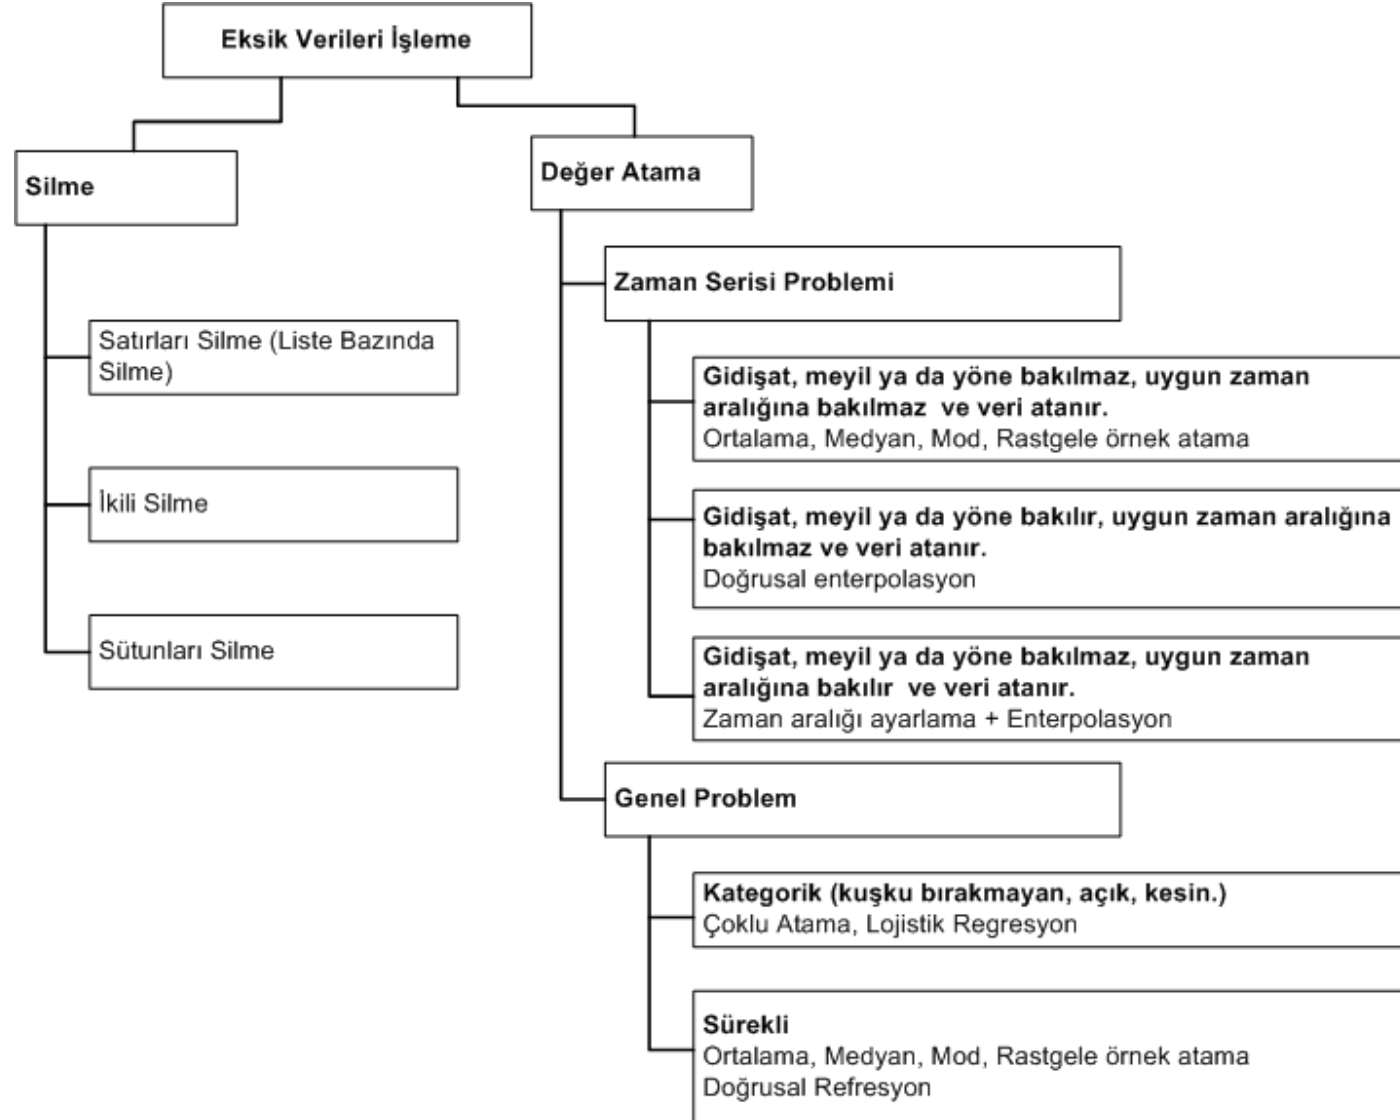 Eksik Verileri İşleme
Silme
Değer Atama
Satırları Silme (Liste Bazında
Silme)
İkili Silme
Sütunları Silme
Zaman Serisi Problemi
Gidişat, meyil ya da yöne bakılmaz, uygun zaman
aralığına bakılmaz  ve veri atanır.
Ortalama, Medyan, Mod, Rastgele örnek atama
Gidişat, meyil ya da yöne bakılır, uygun zaman aralığına
bakılmaz ve veri atanır.
Doğrusal enterpolasyon
Gidişat, meyil ya da yöne bakılmaz, uygun zaman
aralığına bakılır  ve veri atanır.
Zaman aralığı ayarlama + Enterpolasyon
Genel Problem
Kategorik (kuşku bırakmayan, açık, kesin.)
Çoklu Atama, Lojistik Regresyon
Sürekli
Ortalama, Medyan, Mod, Rastgele örnek atama
Doğrusal Refresyon